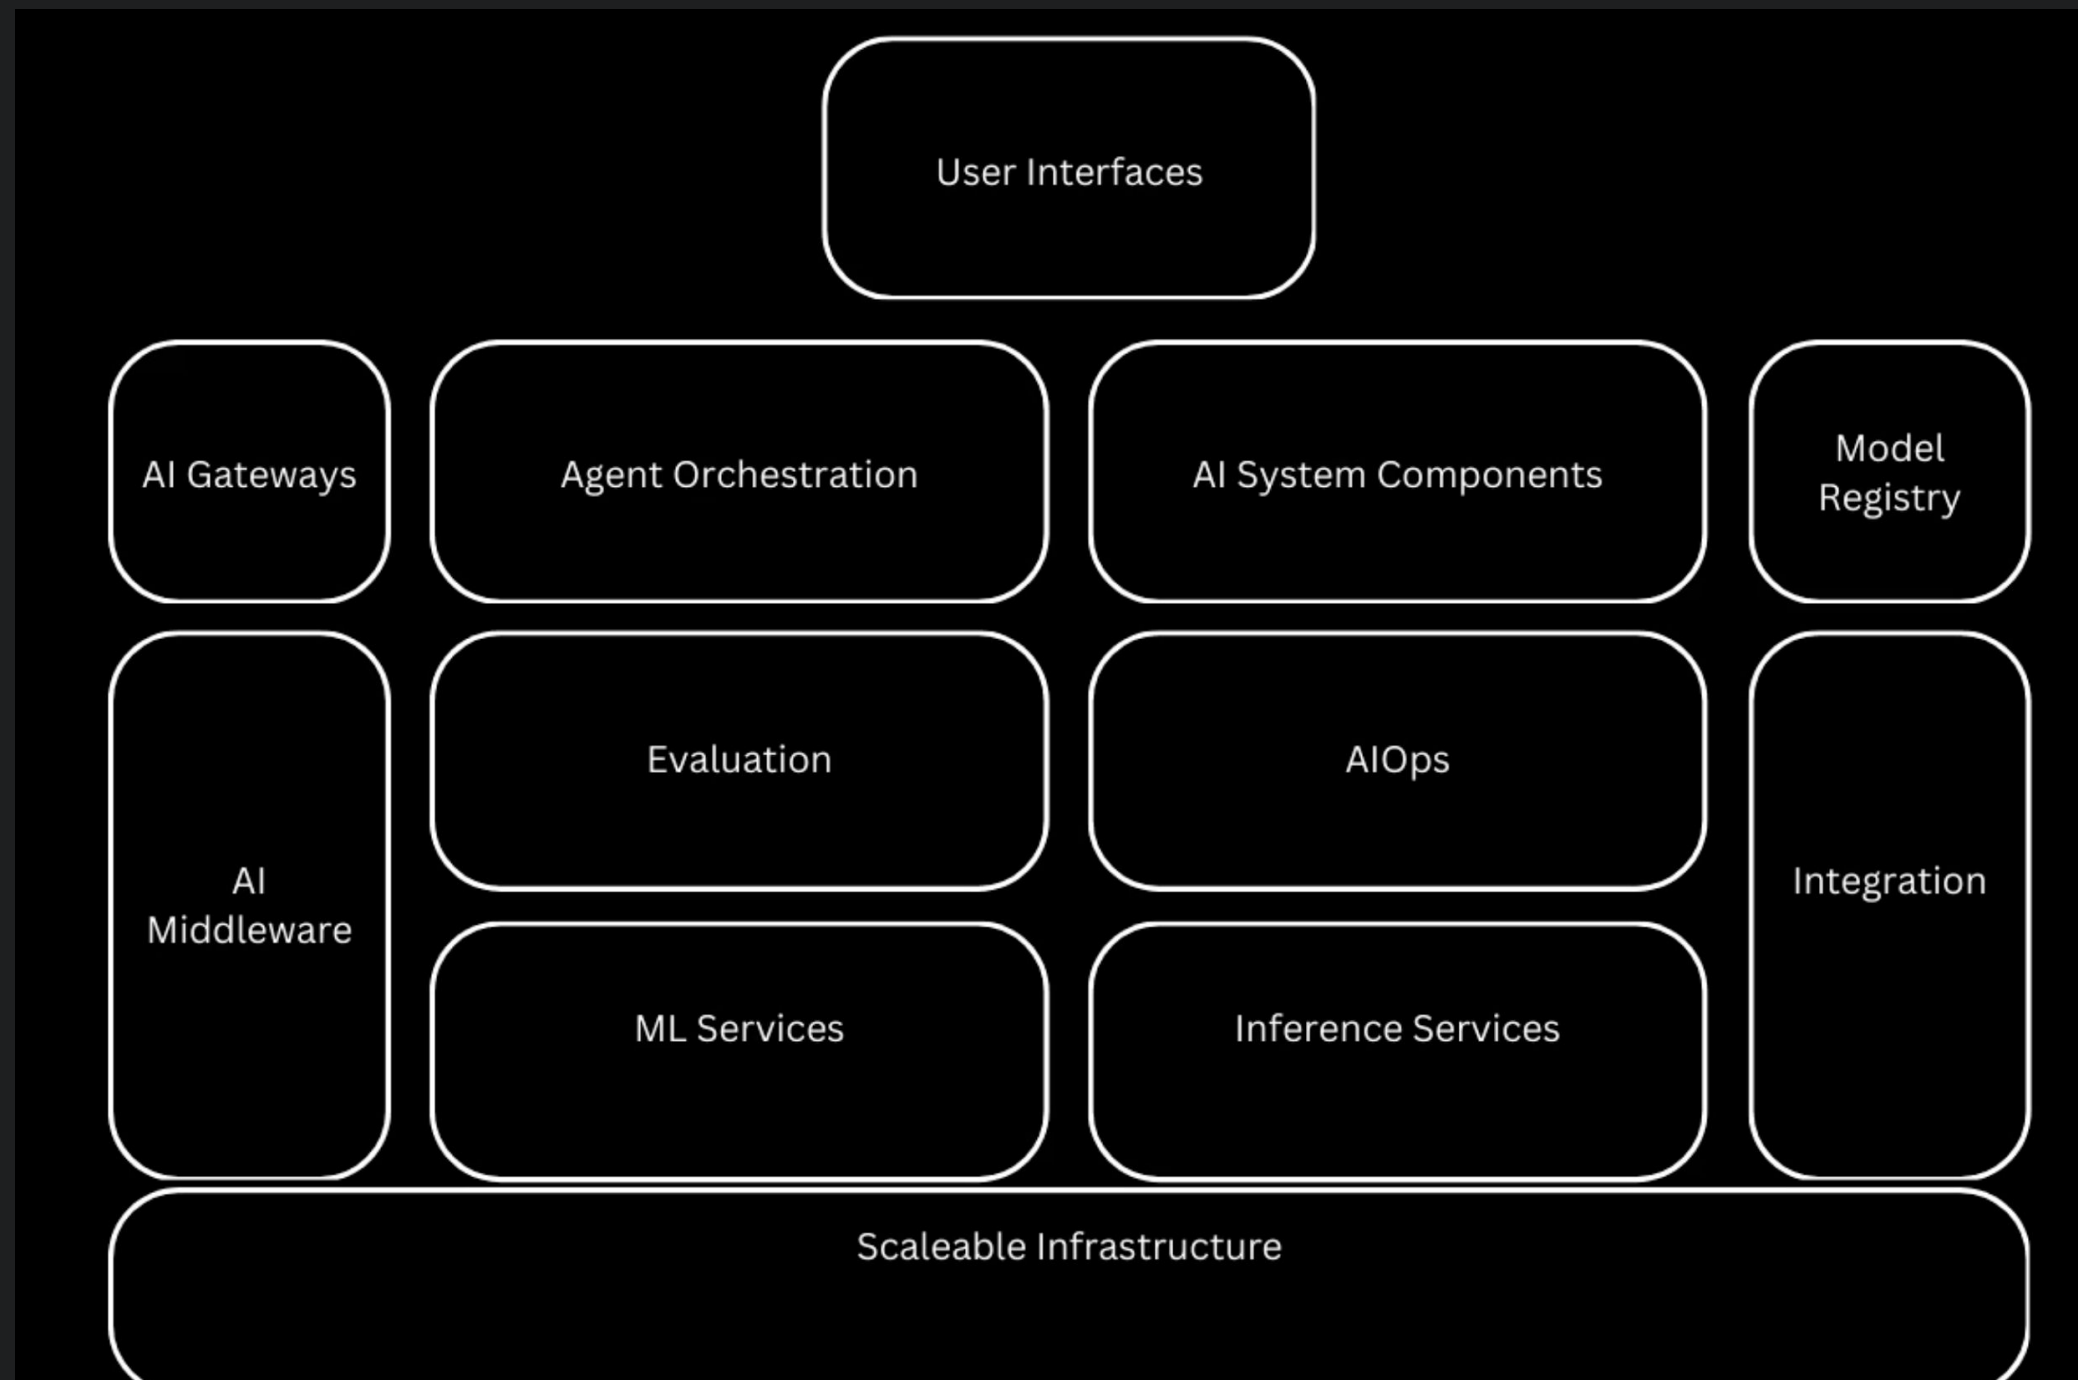 User Interfaces
AI Gateways
Agent Orchestration
AI System Components
Model
Registry
Evaluation
AIOps
AI
Middleware
Integration
ML Services
Inference Services
Scaleable Infrastructure